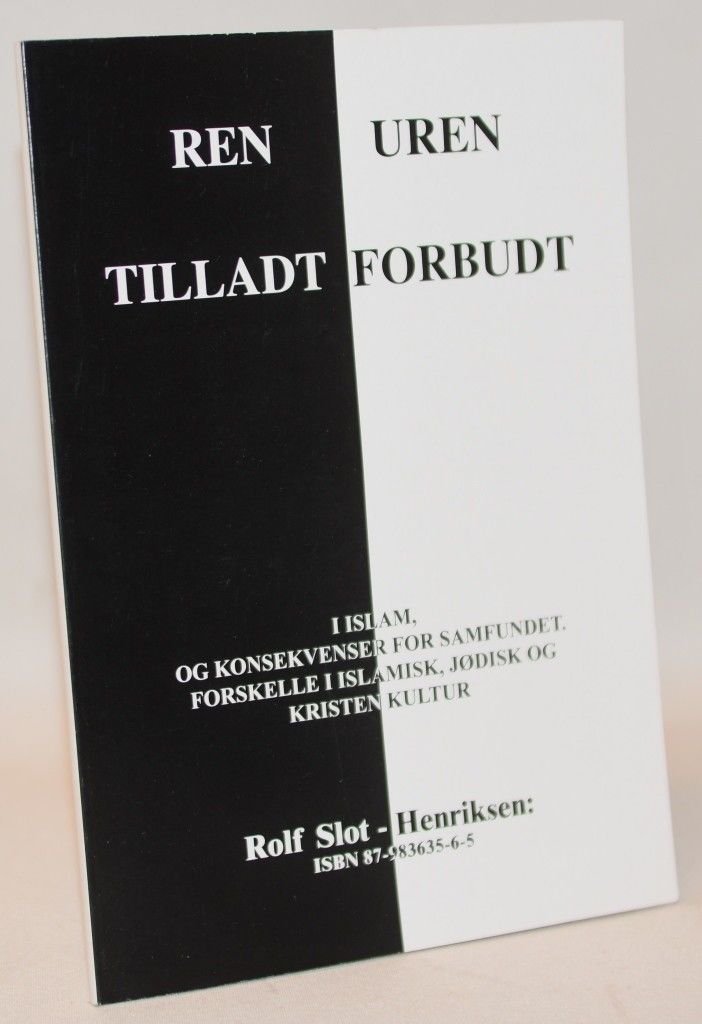 REN UREN
TILLADT FORBUDT
I ISLAM,
OG KONSEKVENSER FOR SAMFUNDET.
FORSKELLE I ISLAMISK, JØDISK OG
KRISTEN KULTUR
Rolf Slot - Henriksen:
ISBN 87-983635-6-5